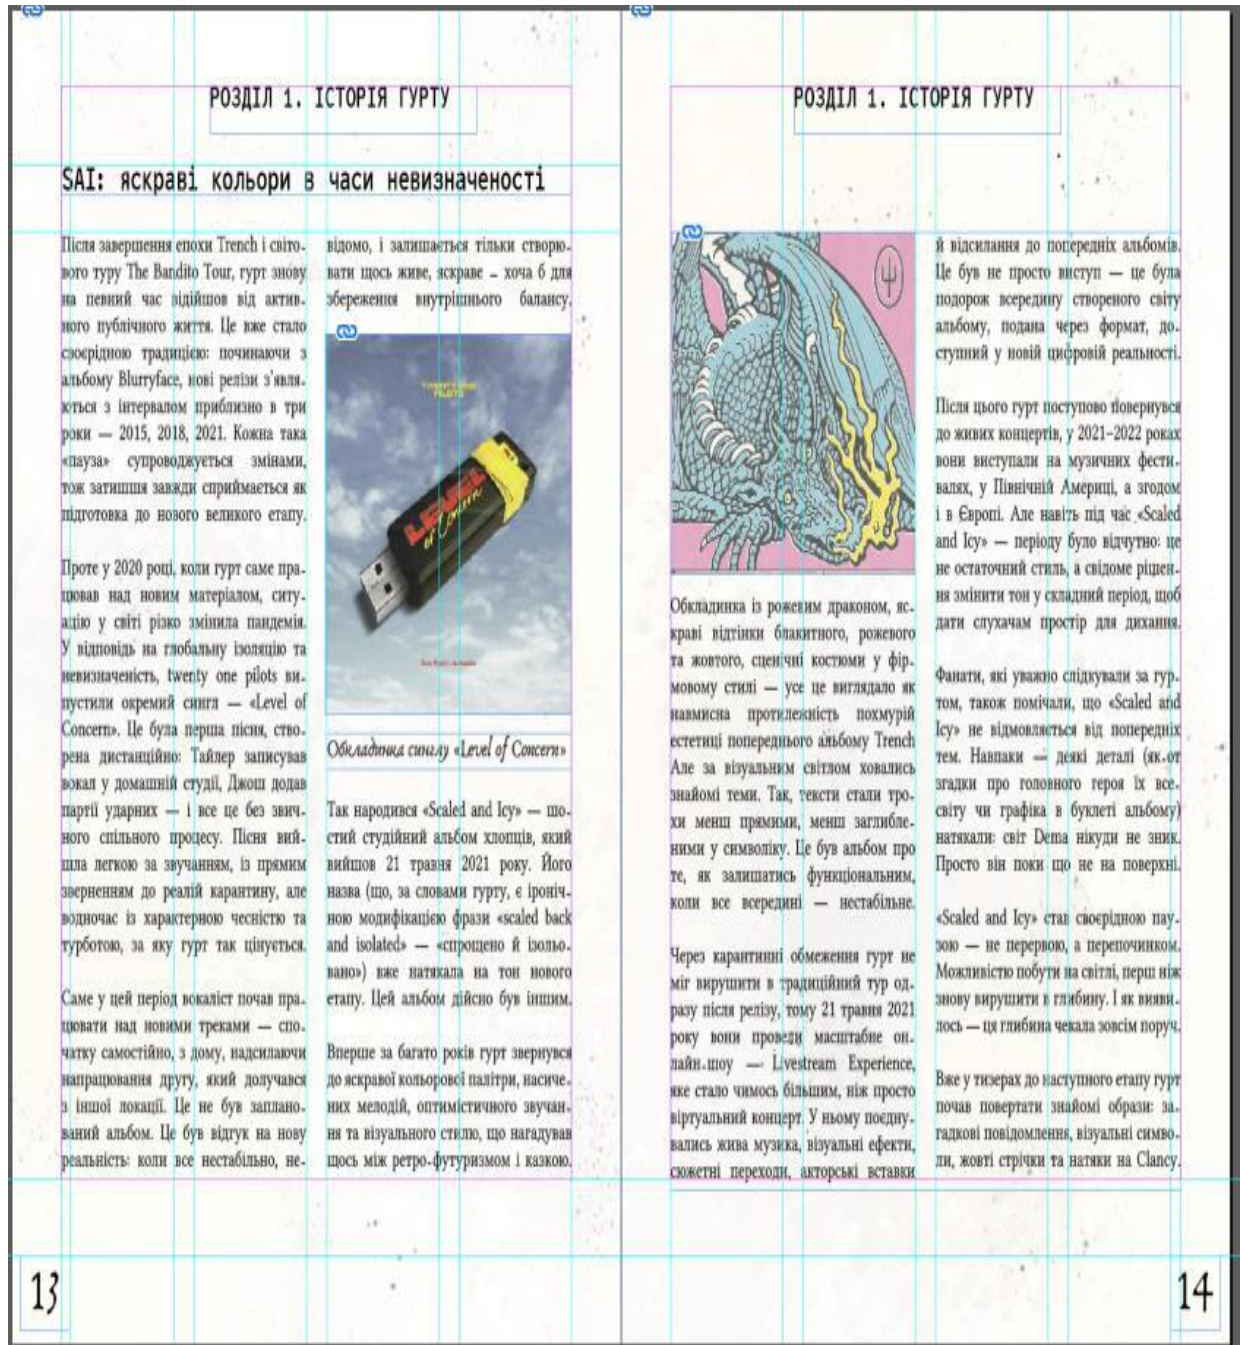 РОЗДІЛ 1. ІСТОРІЯ ГУРТУ
SAI: яскраві кольори в часи невизначеності
Після завершення епохи Trench і світо-
вого туру The Bandito Tour, гурт знову
на певний час відійшов від актив-
ного публічного життя. Це вже стало
своєрідною традицією: починаючи з
альбому Blurryface, нові релізи з'явля-
ються з інтервалом приблизно в три
роки — 2015, 2018, 2021. Кожна така
«пауза» супроводжується змінами,
тож затишшя завжди сприймається як
підготовка до нового великого етапу.
Проте у 2020 році, коли гурт саме пра-
цював над новим матеріалом, ситу-
ацію у світі різко змінила пандемія.
У відповідь на глобальну ізоляцію та
невизначеність, twenty one pilots ви-
пустили окремий сингл — «Level of
Concern». Це була перша пісня, ство-
рена дистанційно: Тайлер записував
вокал у домашній студії, Джош додав
партії ударних — і все це без звич-
ного спільного процесу. Пісня вий-
шла легкою за звучанням, із прямим
зверненням до реалій карантину, але
водночас із характерною чесністю та
турботою, за яку гурт так цінується.
Саме у цей період вокаліст почав пра-
цювати над новими треками — спо-
чатку самостійно, з дому, надсилаючи
напрацювання другу, який долучався
з іншої локації. Це не був заплано-
ваний альбом. Це був відгук на нову
реальність: коли все нестабільно, не-
відомо, і залишається тільки створю-
вати щось живе, яскраве – хоча б для
збереження внутрішнього балансу.
TWENTY ONE
PILOTS
LEVEL
of Concern
Обкладинка синглу «Level of Concern»
Так народився «Scaled and Icy» — шо-
стий студійний альбом хлопців, який
вийшов 21 травня 2021 року. Його
назва (що, за словами гурту, є іроніч-
ною модифікацією фрази «scaled back
and isolated» — «спрощено й ізольо-
вано») вже натякала на тон нового
етапу. Цей альбом дійсно був іншим.
Вперше за багато років гурт звернувся
до яскравої кольорової палітри, насиче-
них мелодій, оптимістичного звучан-
ня та візуального стилю, що нагадував
щось між ретро-футуризмом і казкою.
13
РОЗДІЛ 1. ІСТОРІЯ ГУРТУ
Обкладинка із рожевим драконом, яс-
краві відтінки блакитного, рожевого
та жовтого, сценічні костюми у фір-
мовому стилі — усе це виглядало як
навмисна протилежність похмурій
естетиці попереднього альбому Trench
Але за візуальним світлом ховались
знайомі теми. Так, тексти стали тро-
хи менш прямими, менш заглибле-
ними у символіку. Це був альбом про
те, як залишатись функціональним,
коли все всередині — нестабільне.
Через карантинні обмеження гурт не
міг вирушити в традиційний тур од-
разу після релізу, тому 21 травня 2021
року вони провели масштабне он-
лайн-шоу — Livestream Experience,
яке стало чимось більшим, ніж просто
віртуальний концерт. У ньому поєдну-
вались жива музика, візуальні ефекти,
сюжетні переходи, акторські вставки
й відсилання до попередніх альбомів.
Це був не просто виступ — це була
подорож всередину створеного світу
альбому, подана через формат, до-
ступний у новій цифровій реальності.
Після цього гурт поступово повернувся
до живих концертів, у 2021–2022 роках
вони виступали на музичних фести-
валях, у Північній Америці, а згодом
і в Європі. Але навіть під час «Scaled
and Icy» — періоду було відчутно: це
не остаточний стиль, а свідоме рішен-
ня змінити тон у складний період, щоб
дати слухачам простір для дихання.
Фанати, які уважно слідкували за гур-
том, також помічали, що «Scaled and
Icy» не відмовляється від попередніх
тем. Навпаки — деякі деталі (як-от
згадки про головного героя їх все-
світу чи графіка в буклеті альбому)
натякали: світ Dema нікуди не зник.
Просто він поки що не на поверхні.
«Scaled and Icy» став своєрідною пау-
зою — не перервою, а перепочинком.
Можливістю побути на світлі, перш ніж
знову вирушити в глибину. І як вияви-
лось — ця глибина чекала зовсім поруч.
Вже у тизерах до наступного етапу гурт
почав повертати знайомі образи: за-
гадкові повідомлення, візуальні симво-
ли, жовті стрічки та натяки на Clancy.
14